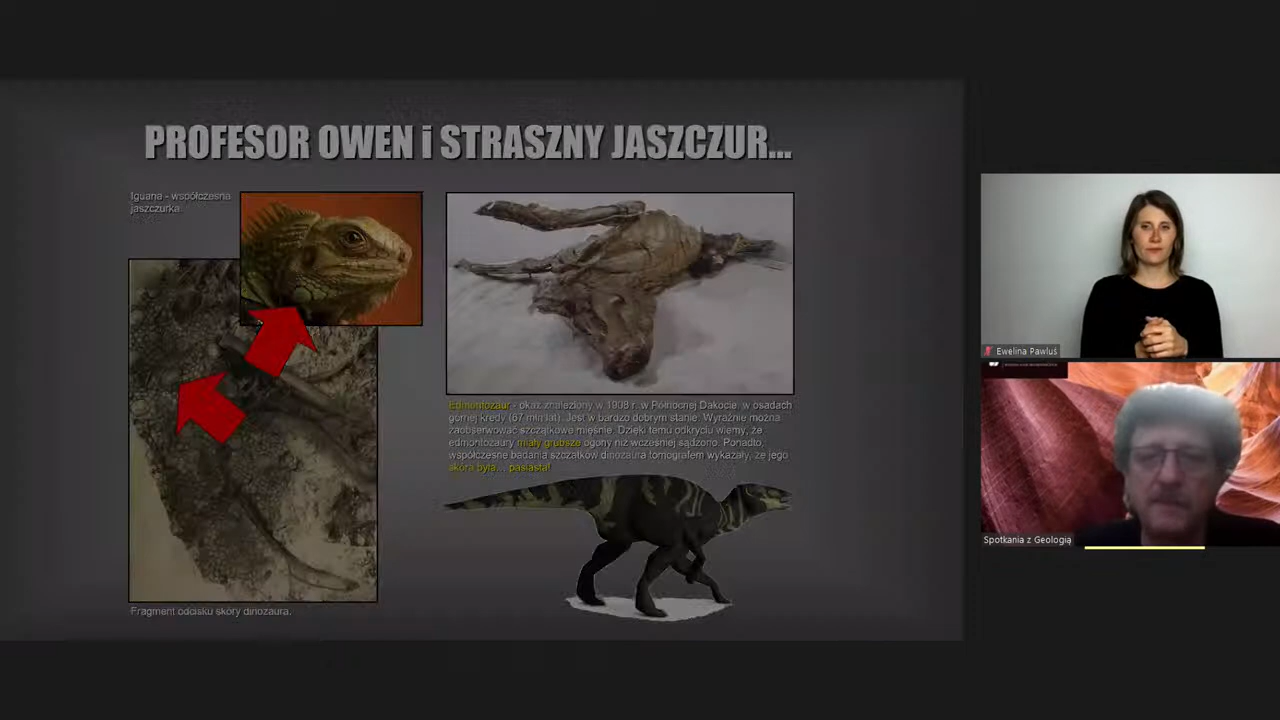 PROFESOR OWEN i STRASZNY JASZCZUR...
Iguana - współczesna
jaszczurka.
Edmontozaur - okaz znaleziony w 1908 r. w Północnej Dakocie, w osadach
górnej kredy (67 mln lat). Jest w bardzo dobrym stanie. Wyraźnie można
zaobserwować szczątkowe mięśnie. Dzięki temu odkryciu wiemy, że
edmontozaury miały grubsze ogony niż wcześniej sądzono. Ponadto,
współczesne badania szczątków dinozaura tomografem wykazały, że jego
skóra była... pasiasta!
Fragment odcisku skóry dinozaura.
Ewelina Pawluś
Spotkania z Geologią